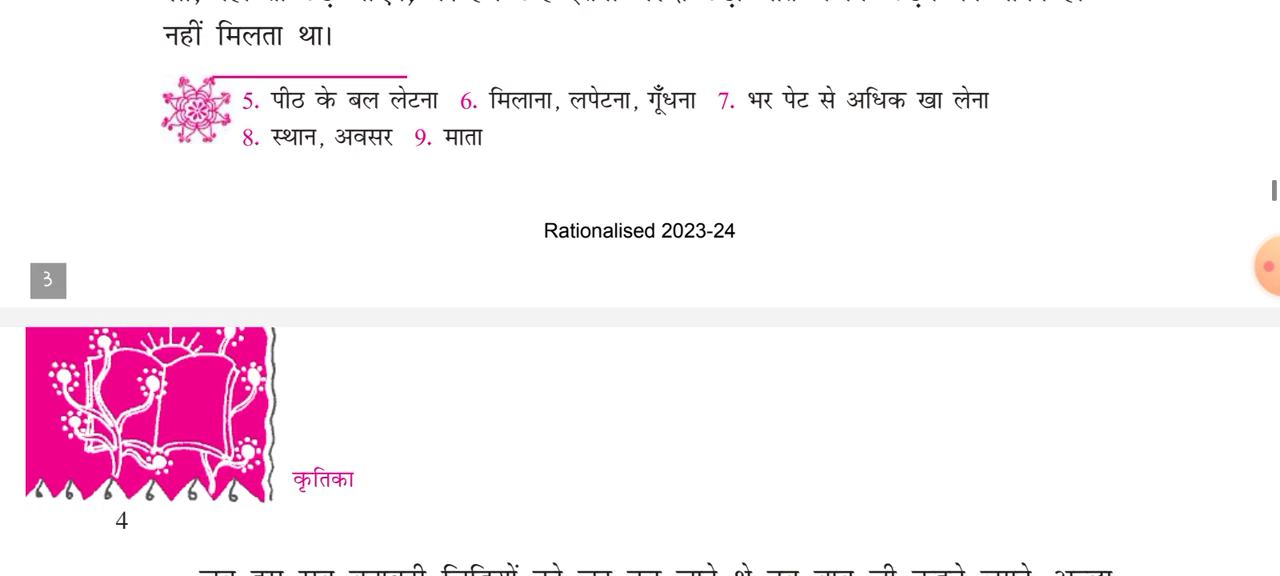 नहीं मिलता था।
5. पीठ के बल लेटना 6. मिलाना, लपेटना, गूँधना 7. भर पेट से अधिक खा लेना
8. स्थान, अवसर 9. माता
Rationalised 2023-24
3
कृतिका
4